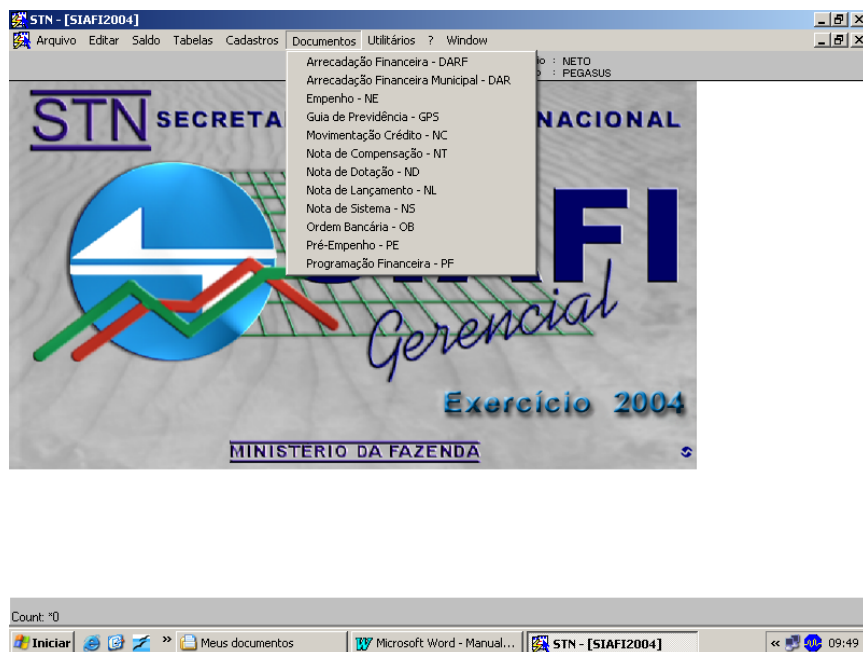 STN - [SIAFI2004]
Arquivo Editar Saldo Tabelas Cadastros Documentos Utilitários ? Window
: NETO
: PEGASUS
Arrecadação Financeira - DARF
Arrecadação Financeira Municipal - DAR
Empenho - NE
Guia de Previdência - GPS
Movimentação Crédito - NC
Nota de Compensação - NT
Nota de Dotação - ND
Nota de Lançamento - NL
Nota de Sistema - NS
Ordem Bancária - OB
Pré-Empenho - PE
Programação Financeira - PF
STN SECRETA NACIONAL
AFI
Gerencial
Exercício 2004
MINISTERIO DA FAZENDA
Count: *0
Iniciar » Meus documentos Microsoft Word - Manual... STN - [SIAFI2004] « 09:49